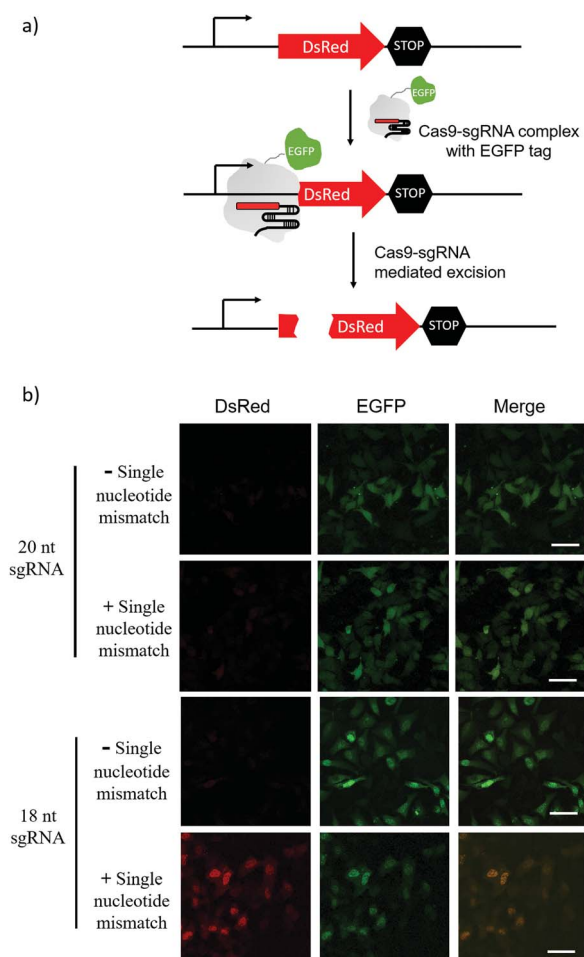 a)
DsRed
STOP
EGFP
Cas9-sgRNA complex
with EGFP tag
EGFP
DsRed
STOP
Cas9-sgRNA
mediated excision
DsRed
STOP
b)
DsRed EGFP Merge
- Single
nucleotide
mismatch
20 nt
sgRNA
+ Single
nucleotide
mismatch
- Single
nucleotide
mismatch
18 nt
sgRNA
+ Single
nucleotide
mismatch